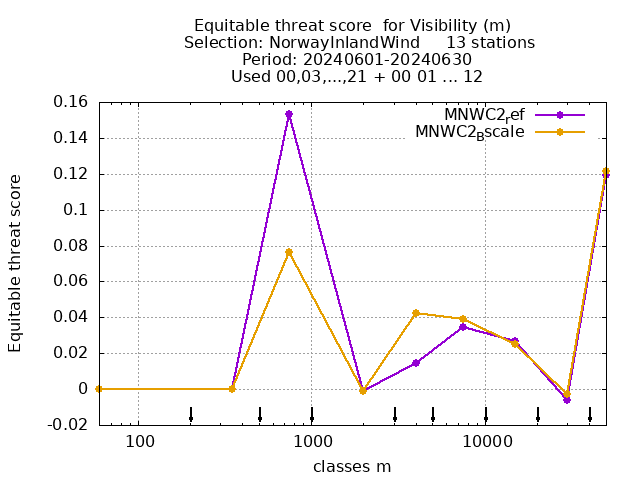 Equitable threat score  for Visibility (m)
Selection: NorwayInlandWind     13 stations
Period: 20240601-20240630
Used 00,03,...,21 + 00 01 ... 12
MNWC2ref
MNWC2Bscale
0.16
0.14
0.12
0.1
0.08
0.06
0.04
0.02
0
-0.02
Equitable threat score
100
1000
10000
classes m